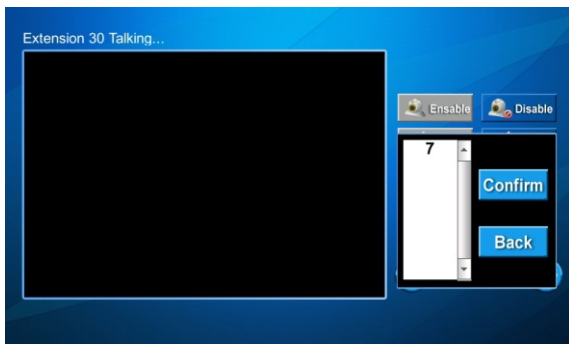 Extension 30 Talking...
Ensable
Disable
7
Confirm
Back